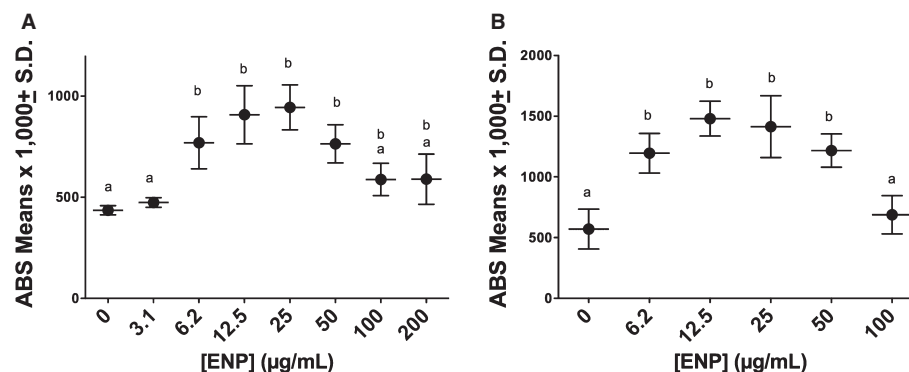 A
ABS Means x 1,000± S.D.
1000
500
0
a
a
b
b
b
b
b
a
b
a
0
3.1
6.2
12.5
25
50
100
200
[ENP] (µg/mL)
B
ABS Means x 1,000± S.D.
2000
1500
1000
500
0
a
b
b
b
b
a
0
6.2
12.5
25
50
100
[ENP] (µg/mL)